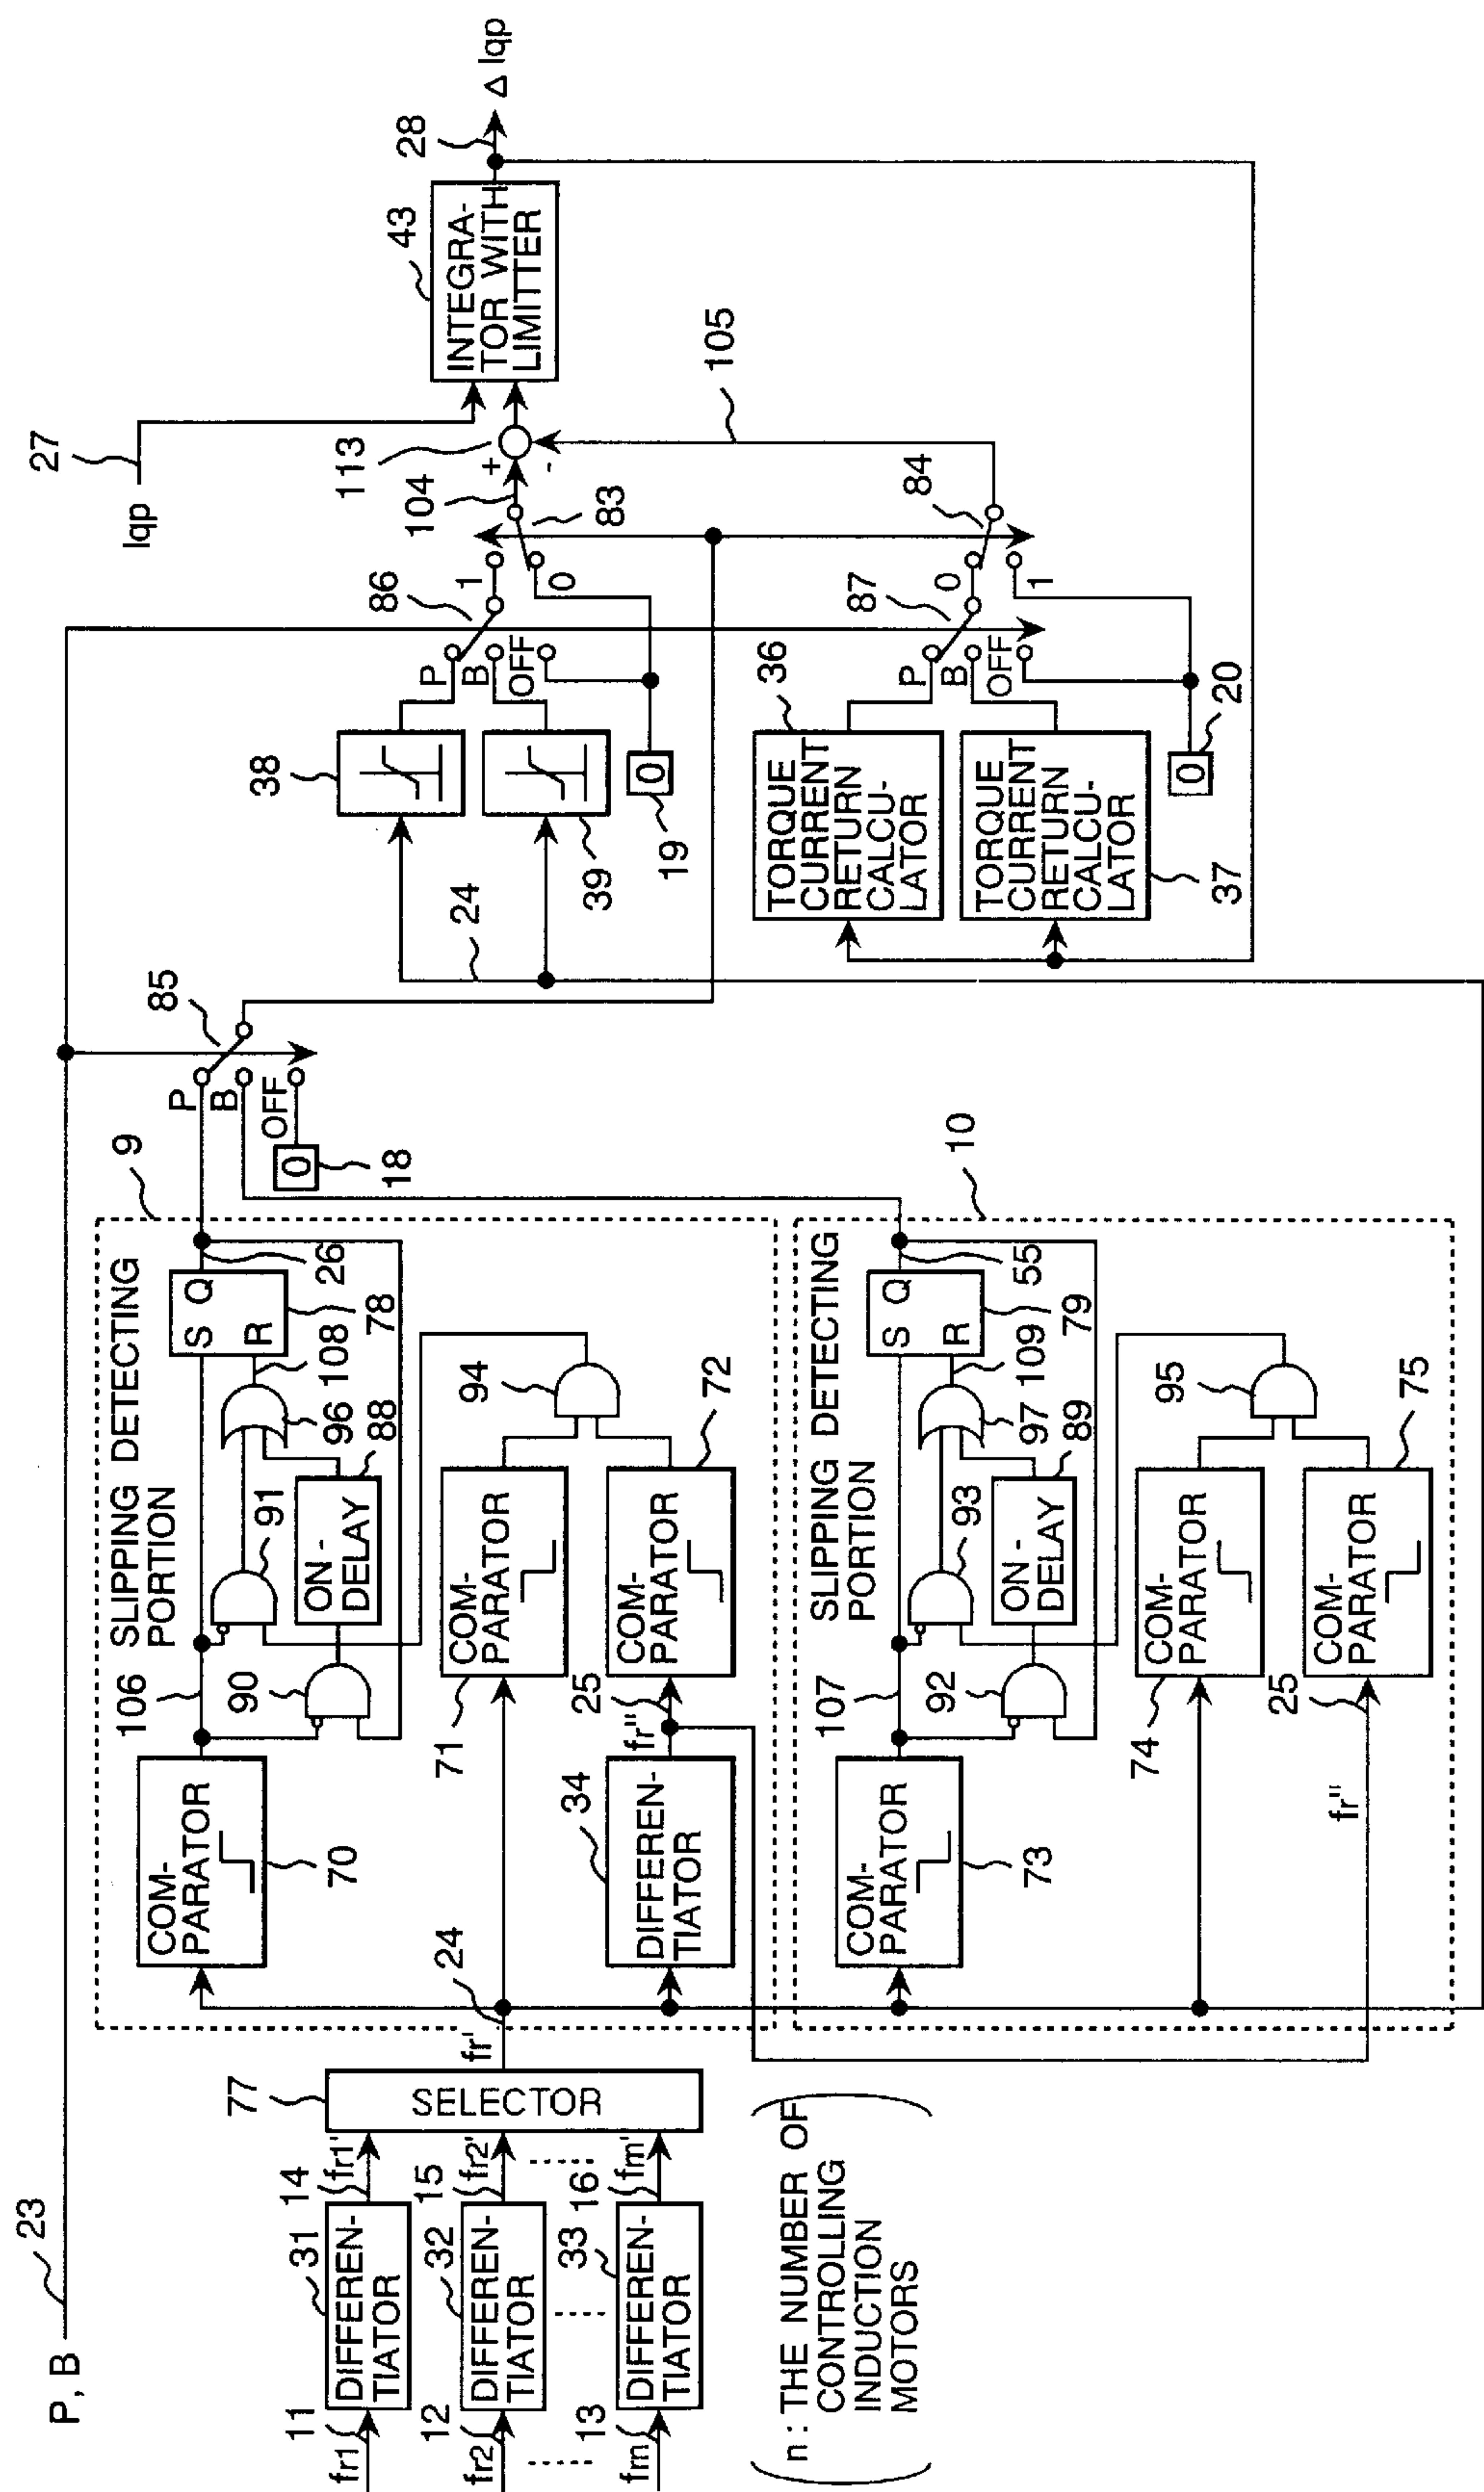 P, B
23
fr1
11
DIFFEREN-
TIATOR
31
14
fr1'
fr2
12
DIFFEREN-
TIATOR
32
15
fr2'
frn
13
DIFFEREN-
TIATOR
33
16
frn'
n : THE NUMBER OF
CONTROLLING
INDUCTION
MOTORS
77
SELECTOR
fr'
24
9
SLIPPING DETECTING
PORTION
COM-
PARATOR
70
106
90
91
ON-
DELAY
88
96
108
S Q
R
78
26
71
COM-
PARATOR
34
DIFFEREN-
TIATOR
fr"
25
COM-
PARATOR
72
94
10
SLIPPING DETECTING
PORTION
COM-
PARATOR
73
107
92
93
ON-
DELAY
89
97
109
S Q
R
79
55
74
COM-
PARATOR
fr"
25
COM-
PARATOR
75
95
P
B
OFF
0
18
85
24
38
39
0
19
P
B
OFF
86
1
0
83
104
+
-
113
27
Iqp
43
INTEGRA-
TOR WITH
LIMITTER
28
Δ Iqp
105
36
TORQUE
CURRENT
RETURN
CALCU-
LATOR
TORQUE
CURRENT
RETURN
CALCU-
LATOR
37
0
20
P
B
OFF
87
0
1
84